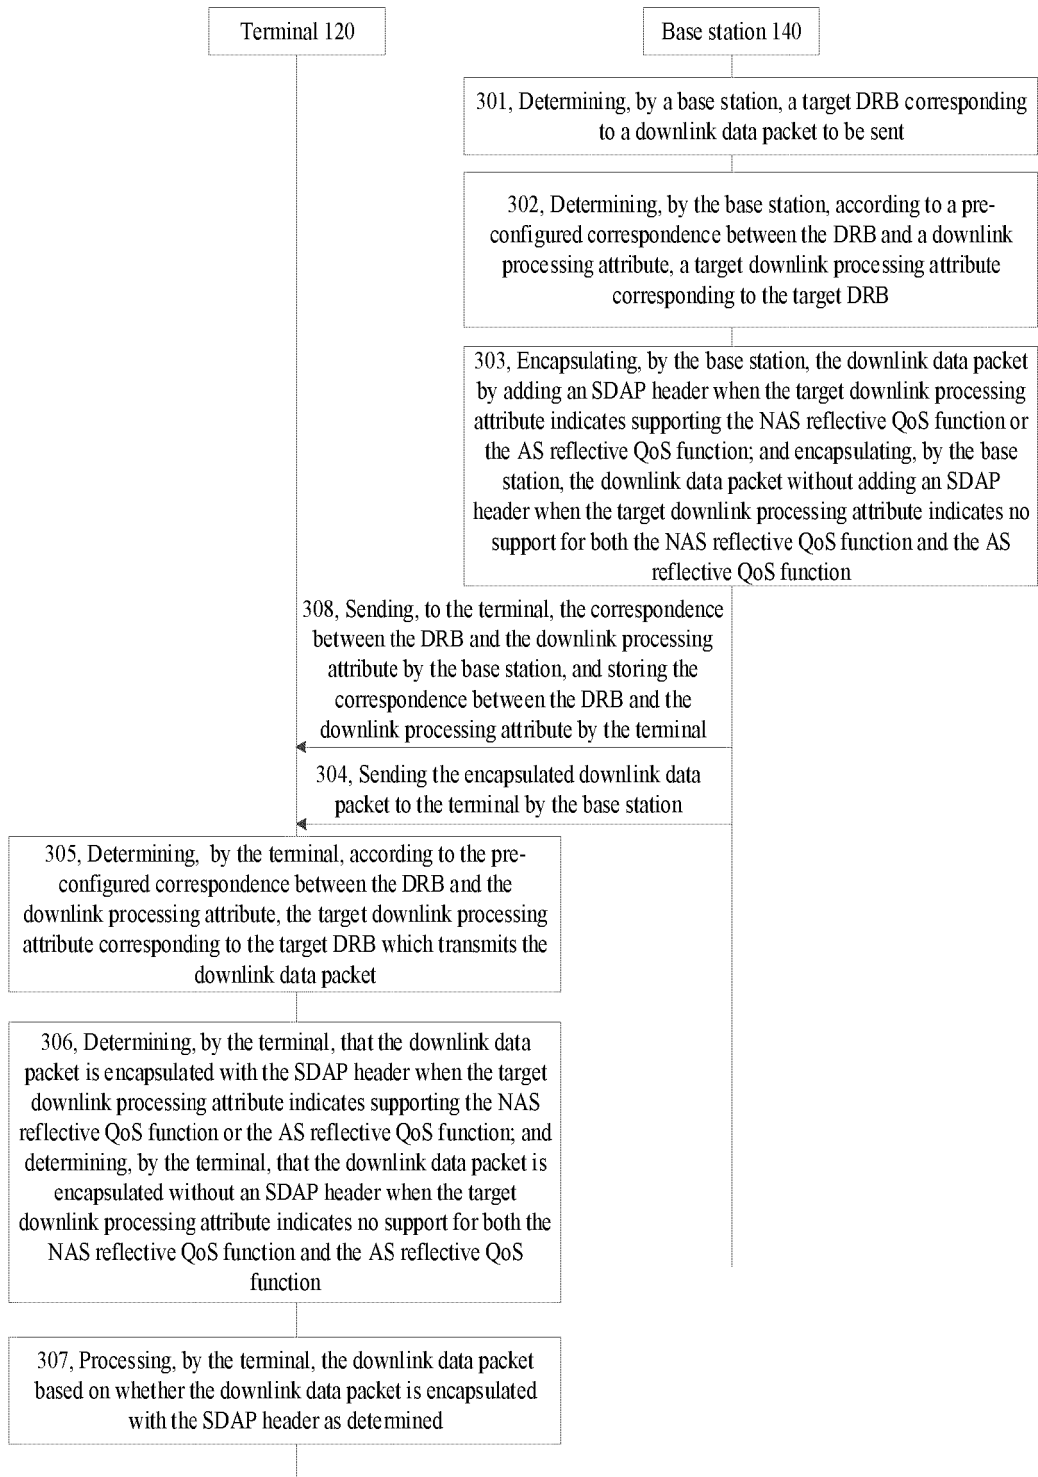 Terminal 120
Base station 140
301, Determining, by a base station, a target DRB corresponding
to a downlink data packet to be sent
302, Determining, by the base station, according to a pre-
configured correspondence between the DRB and a downlink
processing attribute, a target downlink processing attribute
corresponding to the target DRB
303, Encapsulating, by the base station, the downlink data packet
by adding an SDAP header when the target downlink processing
attribute indicates supporting the NAS reflective QoS function or
the AS reflective QoS function; and encapsulating, by the base
station, the downlink data packet without adding an SDAP
header when the target downlink processing attribute indicates no
support for both the NAS reflective QoS function and the AS
reflective QoS function
308, Sending, to the terminal, the correspondence
between the DRB and the downlink processing
attribute by the base station, and storing the
correspondence between the DRB and the
downlink processing attribute by the terminal
304, Sending the encapsulated downlink data
packet to the terminal by the base station
305, Determining, by the terminal, according to the pre-
configured correspondence between the DRB and the
downlink processing attribute, the target downlink processing
attribute corresponding to the target DRB which transmits the
downlink data packet
306, Determining, by the terminal, that the downlink data
packet is encapsulated with the SDAP header when the target
downlink processing attribute indicates supporting the NAS
reflective QoS function or the AS reflective QoS function; and
determining, by the terminal, that the downlink data packet is
encapsulated without an SDAP header when the target
downlink processing attribute indicates no support for both the
NAS reflective QoS function and the AS reflective QoS
function
307, Processing, by the terminal, the downlink data packet
based on whether the downlink data packet is encapsulated
with the SDAP header as determined